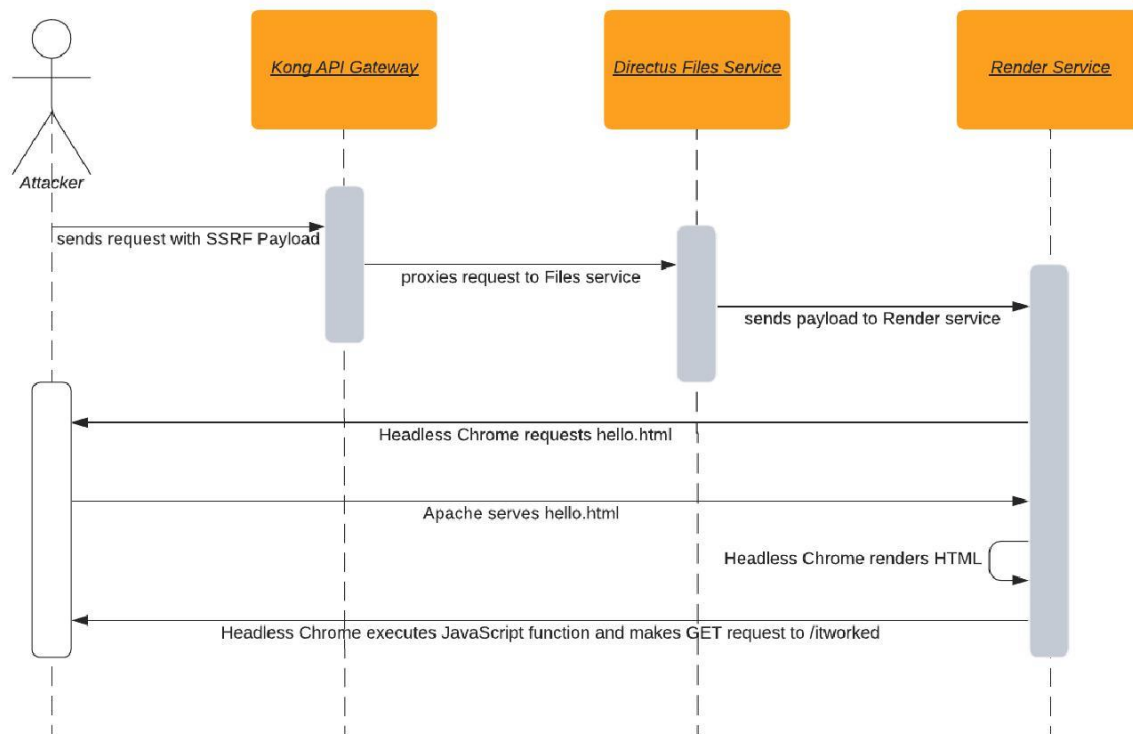 Kong API Gateway
Directus Files Service
Render Service
Attacker
sends request with SSRF Payload
proxies request to Files service
sends payload to Render service
Headless Chrome requests hello.html
Apache serves hello.html
Headless Chrome renders HTML
Headless Chrome executes JavaScript function and makes GET request to /itworked